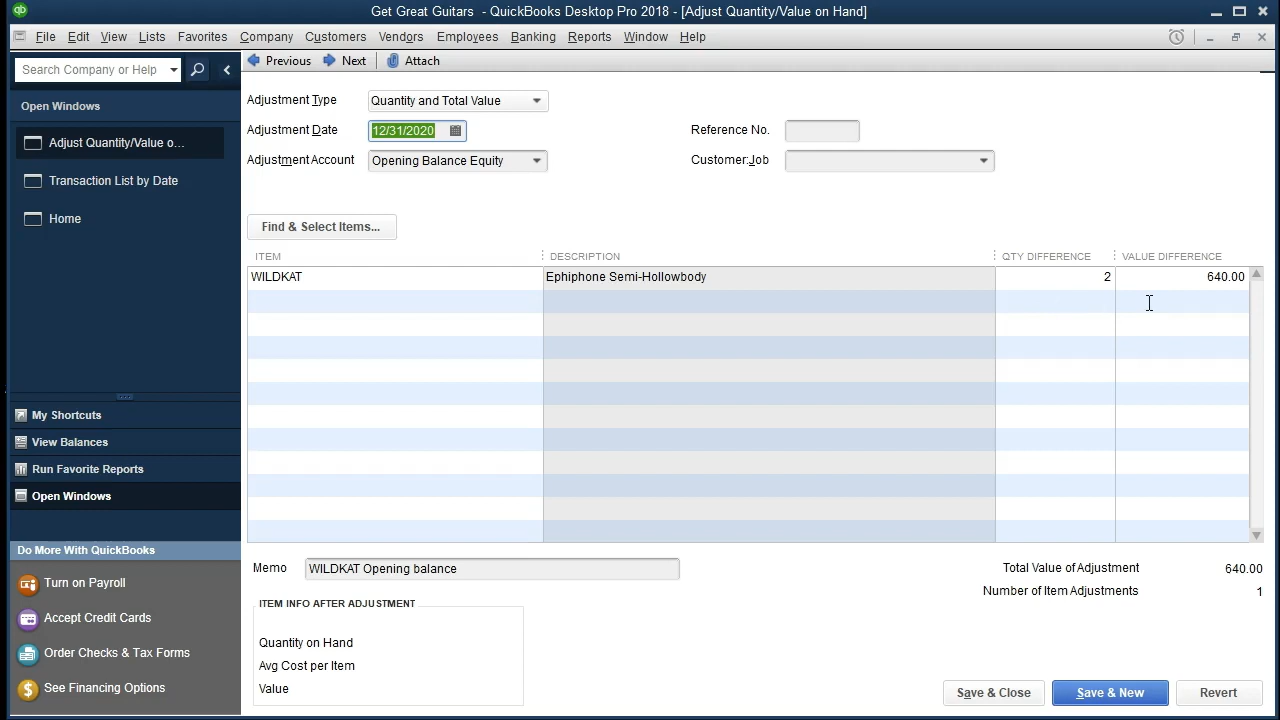 Get Great Guitars - QuickBooks Desktop Pro 2018 - [Adjust Quantity/Value on Hand]
File Edit View Lists Favorites Company Customers Vendors Employees Banking Reports Window Help
Search Company or Help
Previous Next Attach
Open Windows
Adjust Quantity/Value o...
Transaction List by Date
Home
My Shortcuts
View Balances
Run Favorite Reports
Open Windows
Do More With QuickBooks
Turn on Payroll
Accept Credit Cards
Order Checks & Tax Forms
See Financing Options
Adjustment Type Quantity and Total Value
Adjustment Date 12/31/2020 Reference No.
Adjustment Account Opening Balance Equity Customer:Job
Find & Select Items...
ITEM DESCRIPTION QTY DIFFERENCE VALUE DIFFERENCE
WILDKAT Ephiphone Semi-Hollowbody 2 640.00
Memo WILDKAT Opening balance Total Value of Adjustment 640.00
Number of Item Adjustments 1
ITEM INFO AFTER ADJUSTMENT
Quantity on Hand
Avg Cost per Item
Value
Save & Close Save & New Revert